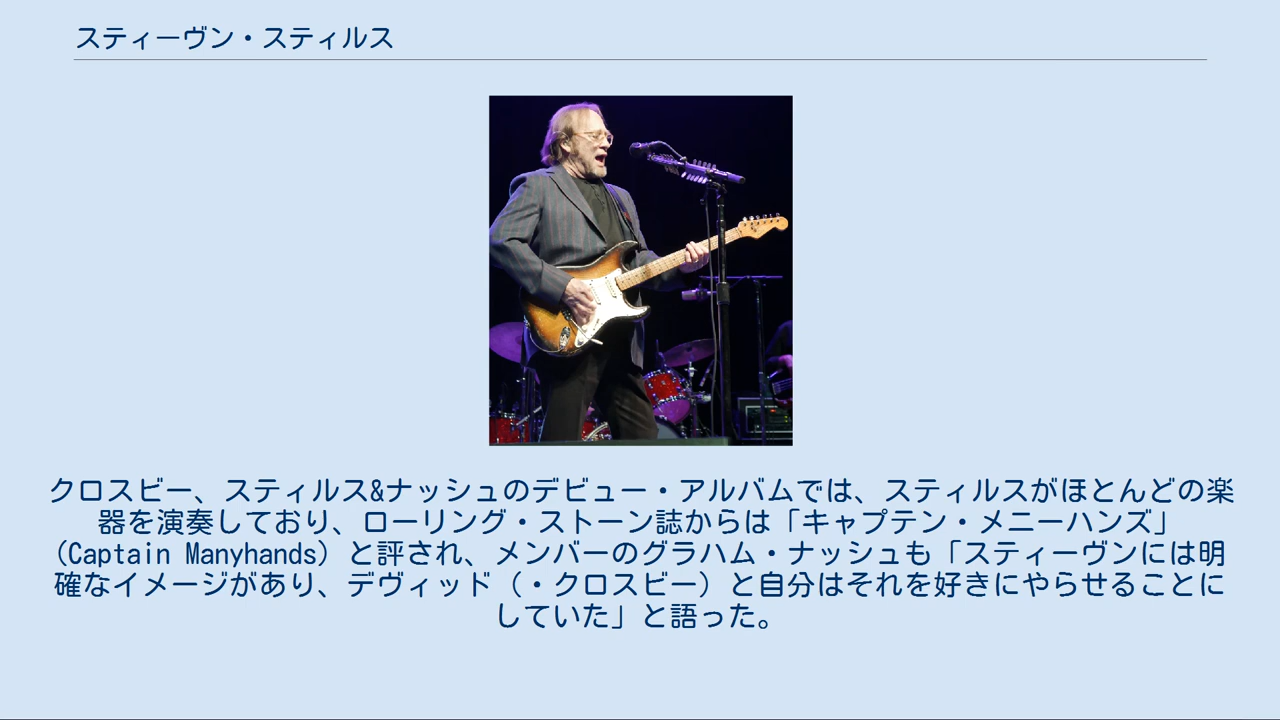 スティーヴン・スティルス
クロスビー、スティルス&ナッシュのデビュー・アルバムでは、スティルスがほとんどの楽
器を演奏しており、ローリング・ストーン誌からは「キャプテン・メニーハンズ」
（Captain Manyhands）と評され、メンバーのグラハム・ナッシュも「スティーヴンには明
確なイメージがあり、デヴィッド（・クロスビー）と自分はそれを好きにやらせることに
していた」と語った。